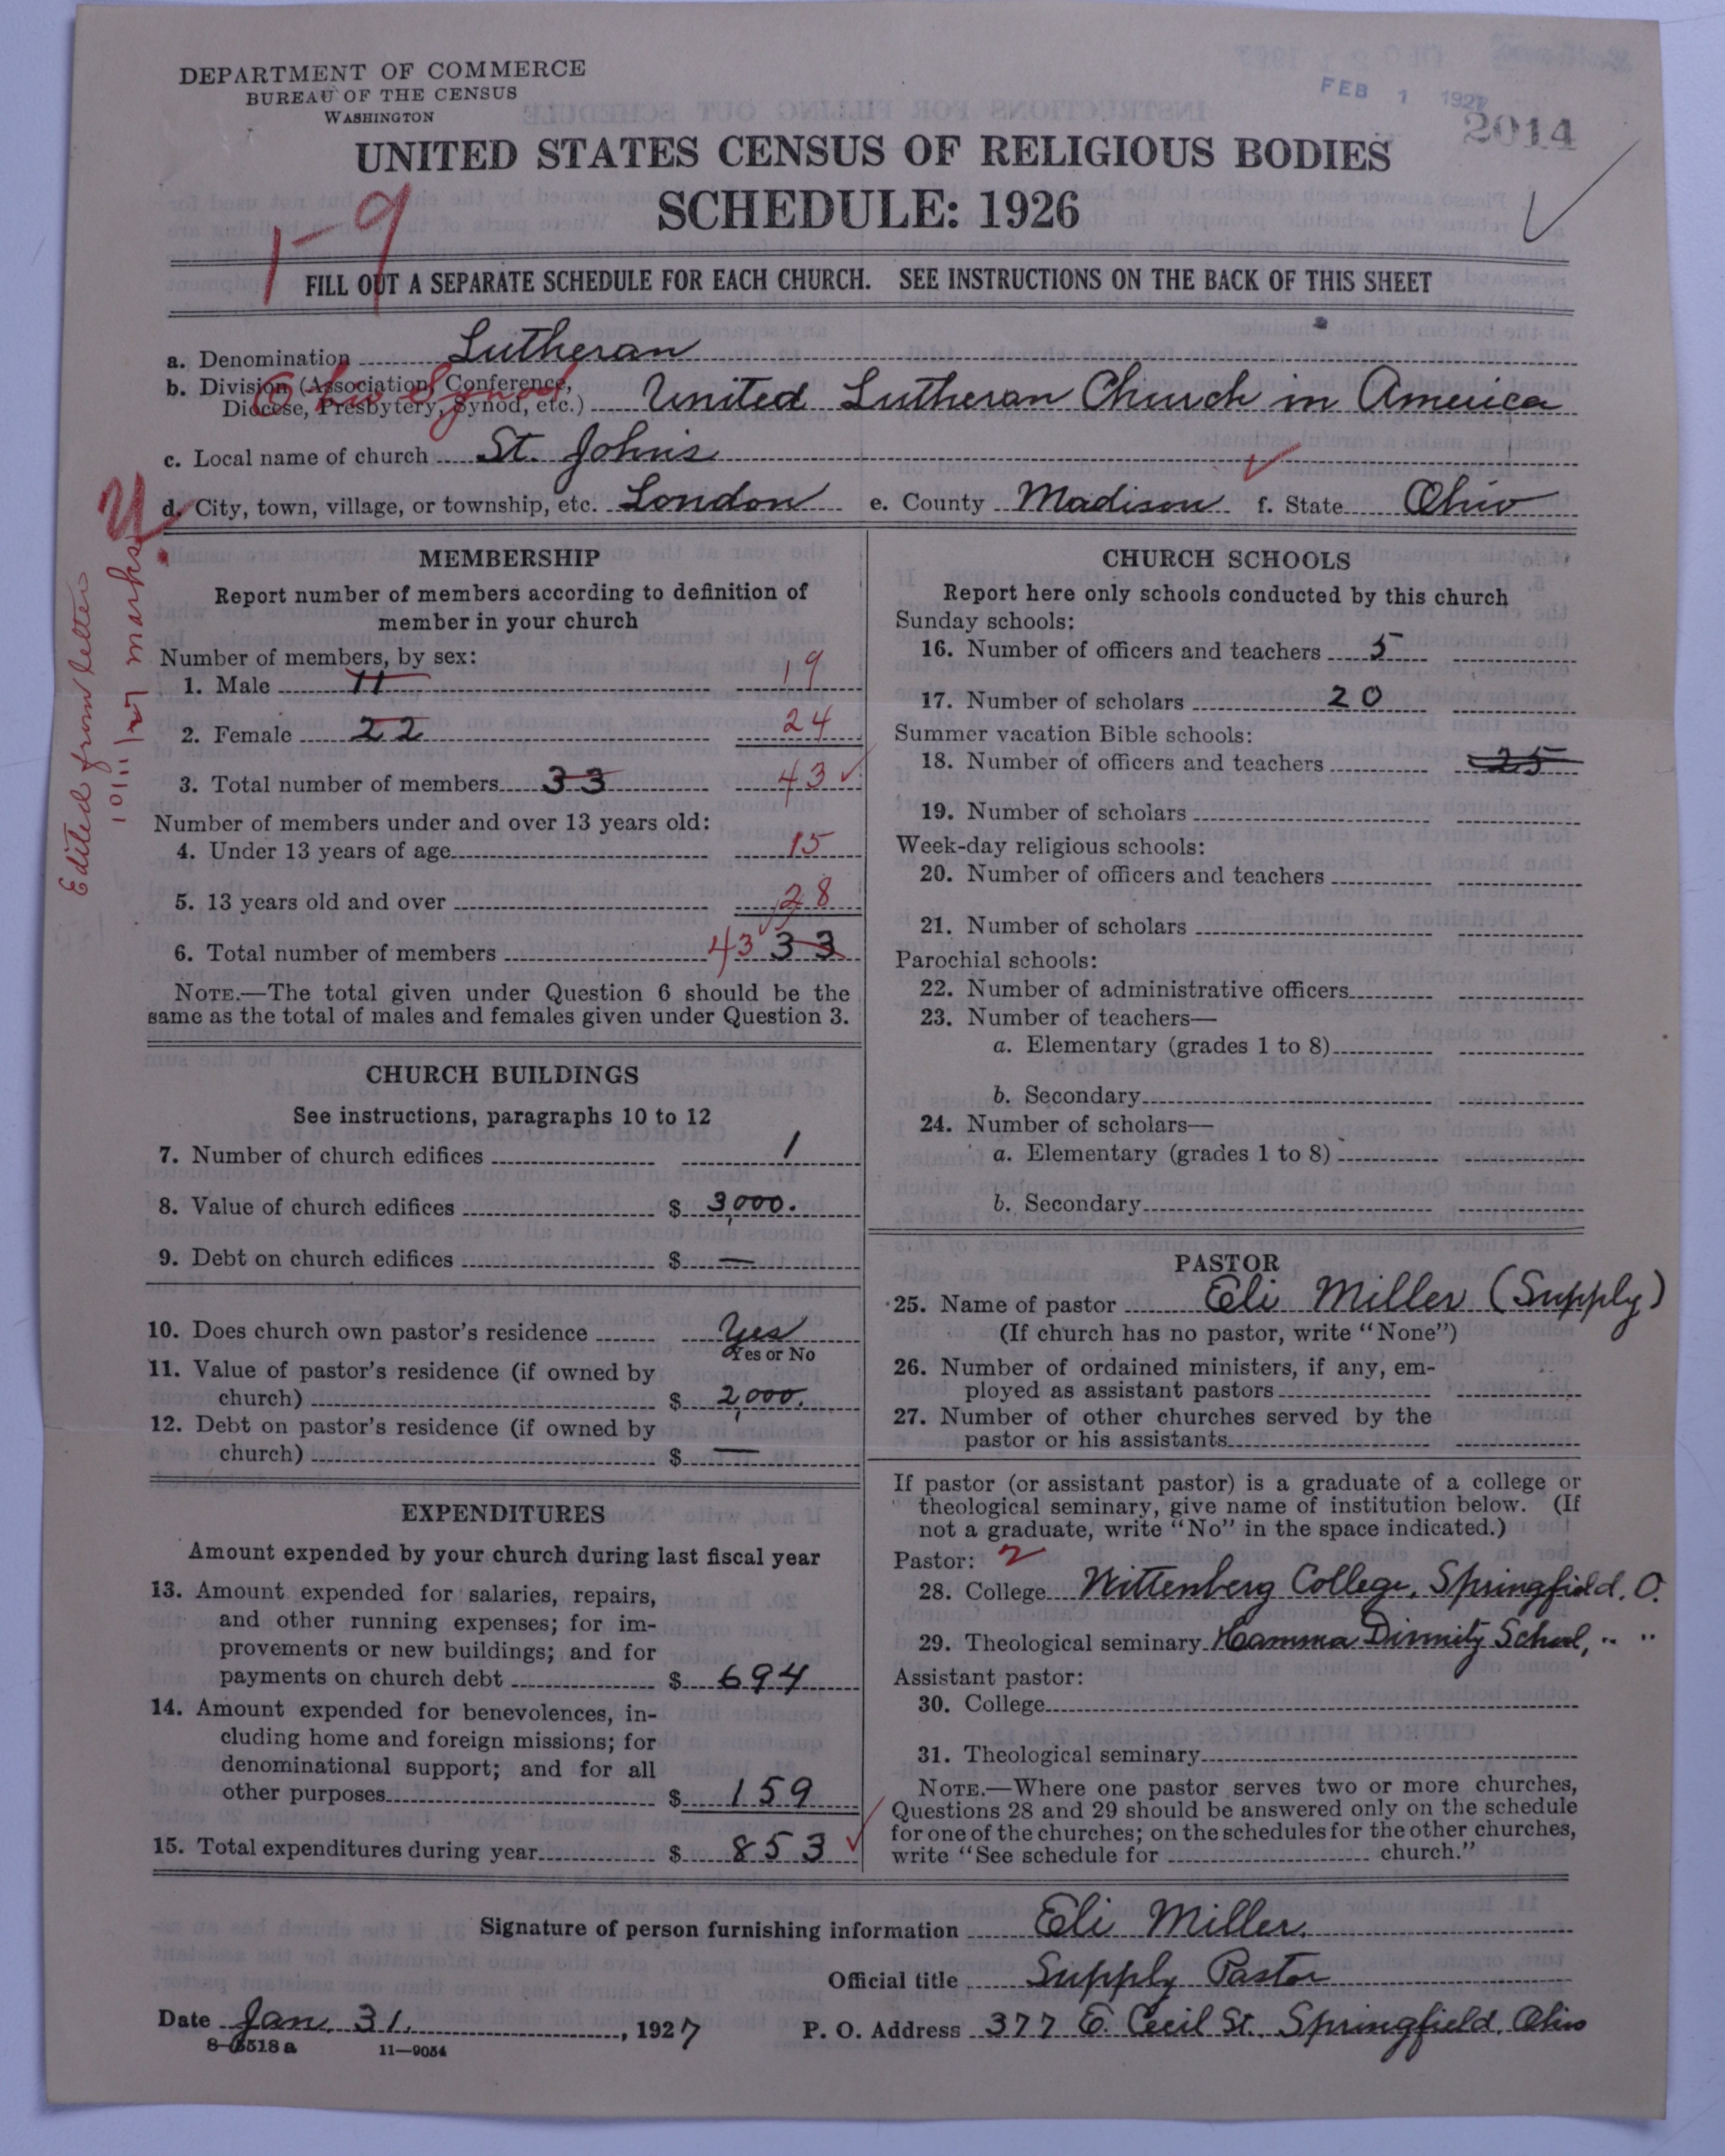 DEPARTMENT OF COMMERCE
BUREAU OF THE CENSUS
WASHINGTON
FEB 1 1927
2014
UNITED STATES CENSUS OF RELIGIOUS BODIES
SCHEDULE: 1926
1-9
FILL OUT A SEPARATE SCHEDULE FOR EACH CHURCH. SEE INSTRUCTIONS ON THE BACK OF THIS SHEET
a. Denomination Lutheran
b. Division (Association, Conference,
Diocese, Presbytery, Synod, etc.) United Lutheran Church in America
Ohio Synod
c. Local name of church St. Johns
d. City, town, village, or township, etc. London e. County Madison f. State Ohio
Edited from letter
marks
MEMBERSHIP
Report number of members according to definition of
member in your church
Number of members, by sex:
1. Male 11 19
2. Female 22 24
3. Total number of members 33 43
Number of members under and over 13 years old:
4. Under 13 years of age 15
5. 13 years old and over 28
6. Total number of members 43 33
NOTE.—The total given under Question 6 should be the
same as the total of males and females given under Question 3.
CHURCH BUILDINGS
See instructions, paragraphs 10 to 12
7. Number of church edifices 1
8. Value of church edifices $ 3,000.
9. Debt on church edifices $ —
10. Does church own pastor's residence Yes
Yes or No
11. Value of pastor's residence (if owned by
church) $ 2,000.
12. Debt on pastor's residence (if owned by
church) $ —
EXPENDITURES
Amount expended by your church during last fiscal year
13. Amount expended for salaries, repairs,
and other running expenses; for im-
provements or new buildings; and for
payments on church debt $ 694
14. Amount expended for benevolences, in-
cluding home and foreign missions; for
denominational support; and for all
other purposes $ 159
15. Total expenditures during year $ 853
CHURCH SCHOOLS
Report here only schools conducted by this church
Sunday schools:
16. Number of officers and teachers 5
17. Number of scholars 20
Summer vacation Bible schools:
18. Number of officers and teachers 25
19. Number of scholars
Week-day religious schools:
20. Number of officers and teachers
21. Number of scholars
Parochial schools:
22. Number of administrative officers
23. Number of teachers—
a. Elementary (grades 1 to 8)
b. Secondary
24. Number of scholars—
a. Elementary (grades 1 to 8)
b. Secondary
PASTOR
25. Name of pastor Eli Miller (Supply)
(If church has no pastor, write "None")
26. Number of ordained ministers, if any, em-
ployed as assistant pastors
27. Number of other churches served by the
pastor or his assistants
If pastor (or assistant pastor) is a graduate of a college or
theological seminary, give name of institution below. (If
not a graduate, write "No" in the space indicated.)
Pastor: 2
28. College Wittenberg College, Springfield, O.
29. Theological seminary Hamma Divinity School, " "
Assistant pastor:
30. College
31. Theological seminary
NOTE.—Where one pastor serves two or more churches,
Questions 28 and 29 should be answered only on the schedule
for one of the churches; on the schedules for the other churches,
write "See schedule for church."
Signature of person furnishing information Eli Miller.
Official title Supply Pastor
Date Jan. 31, 1927 P. O. Address 377 E. Cecil St. Springfield, Ohio
8-5518a 11—9054